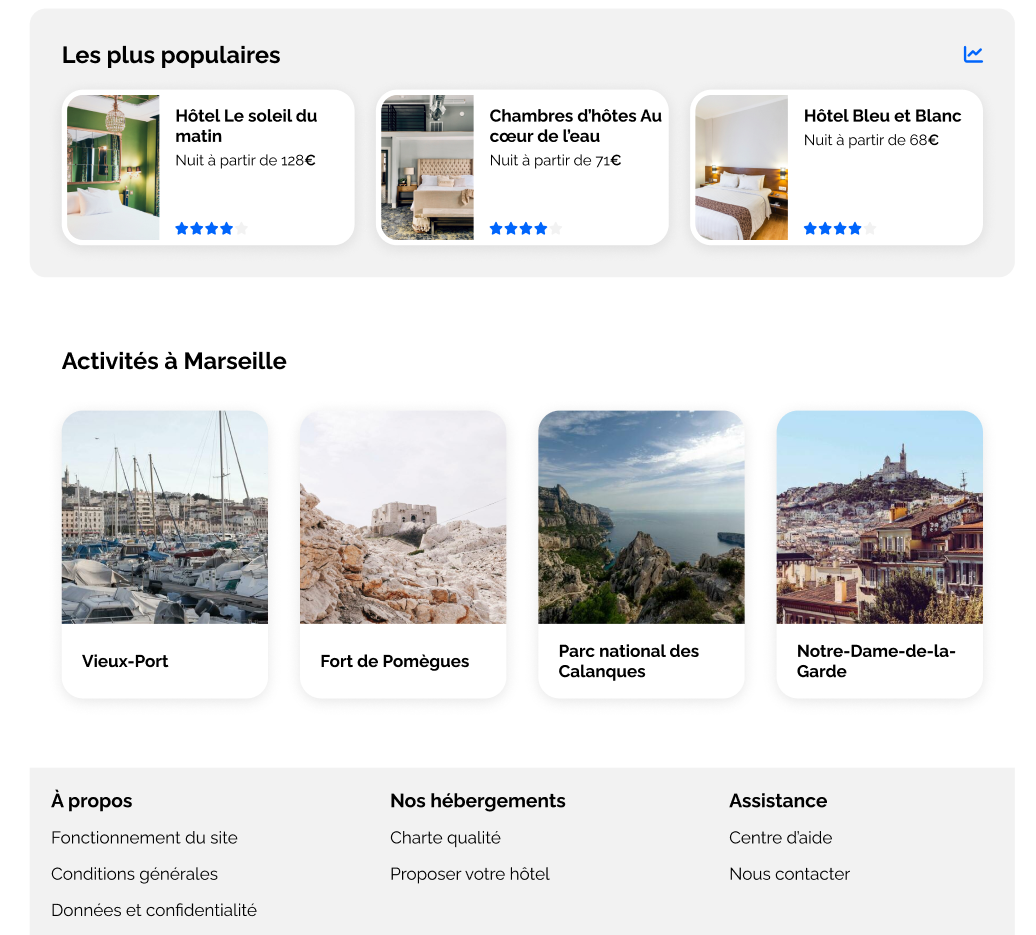 Les plus populaires
Hôtel Le soleil du
matin
Nuit à partir de 128€
Chambres d’hôtes Au
cœur de l’eau
Nuit à partir de 71€
Hôtel Bleu et Blanc
Nuit à partir de 68€
Activités à Marseille
Vieux-Port
Fort de Pomègues
Parc national des
Calanques
Notre-Dame-de-la-
Garde
À propos
Fonctionnement du site
Conditions générales
Données et confidentialité
Nos hébergements
Charte qualité
Proposer votre hôtel
Assistance
Centre d’aide
Nous contacter